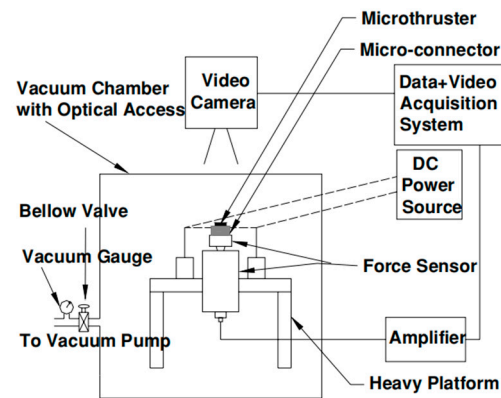 Microthruster
Micro-connector
Video
Camera
Data+Video
Acquisition
System
Vacuum Chamber
with Optical Access
DC
Power
Source
Bellow Valve
Vacuum Gauge
Force Sensor
To Vacuum Pump
Amplifier
Heavy Platform